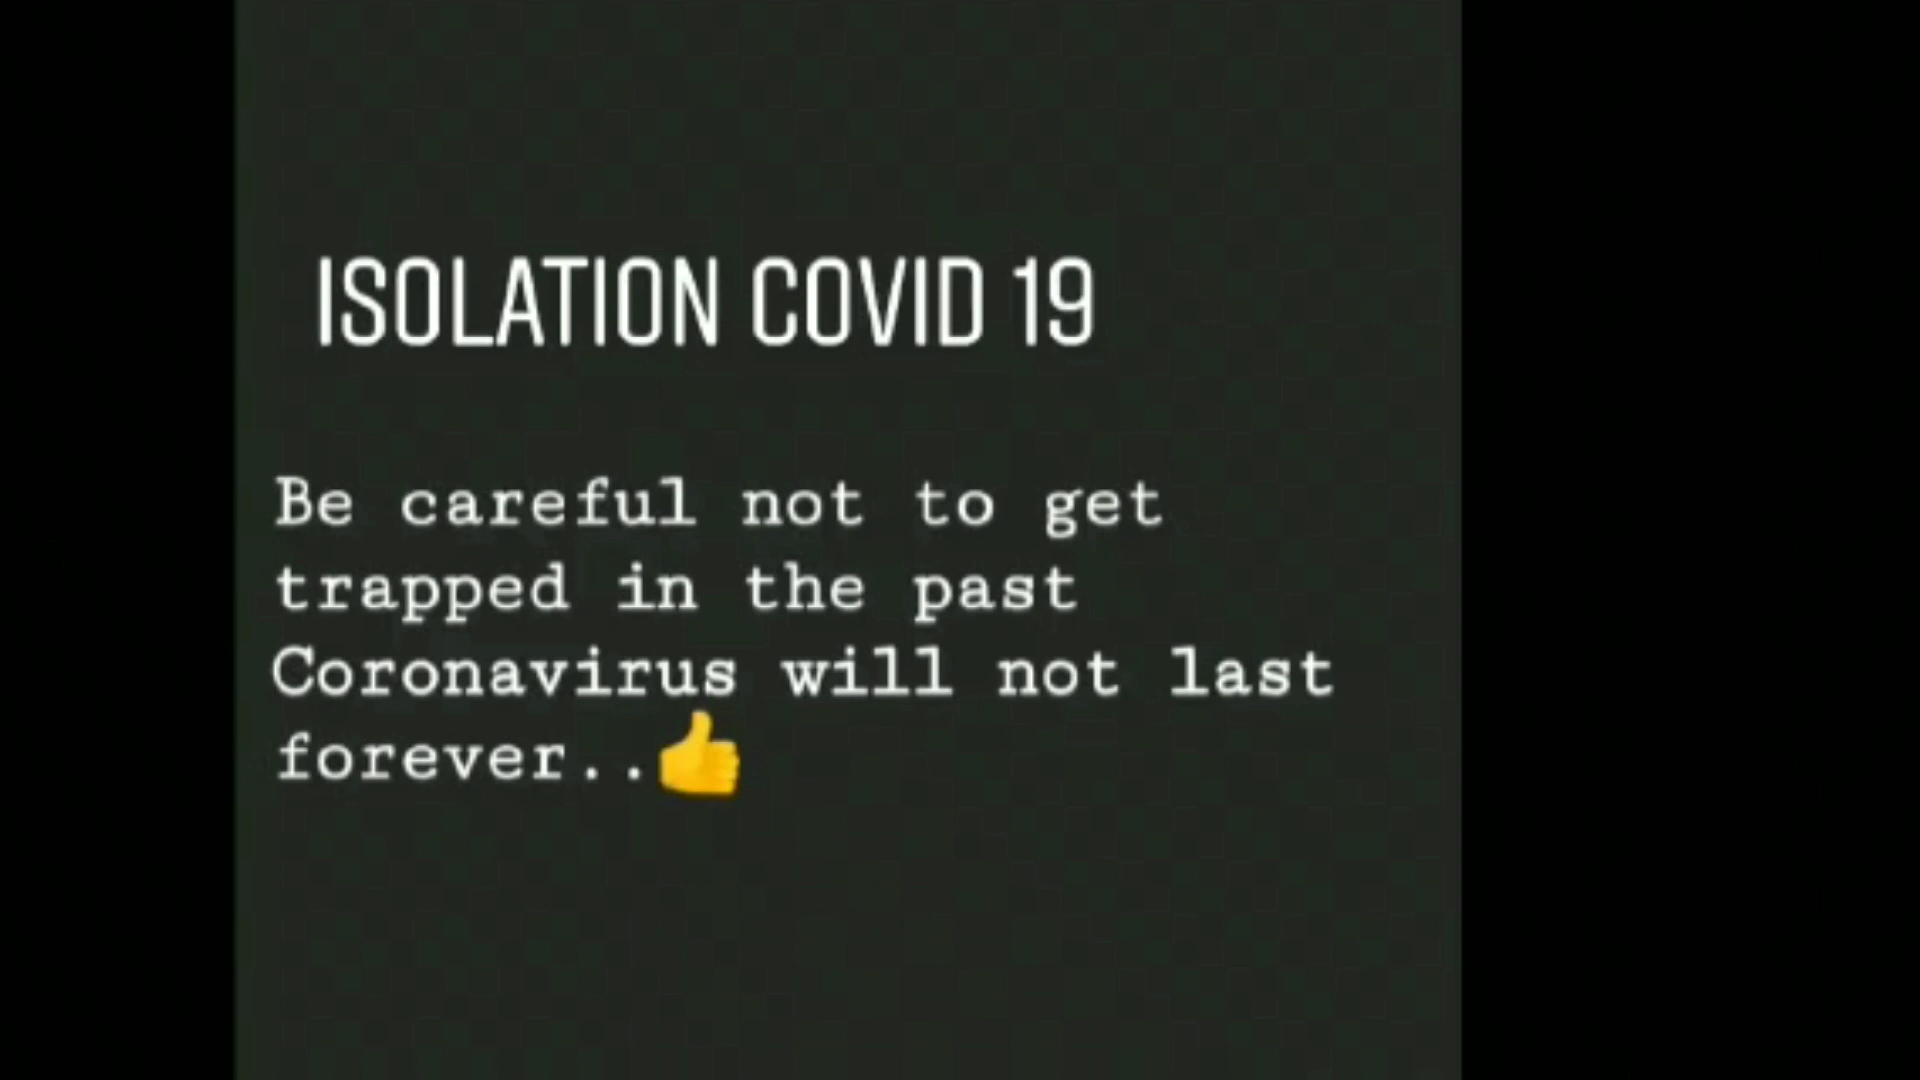 ISOLATION COVID 19
Be careful not to get
trapped in the past
Coronavirus will not last
forever..👍